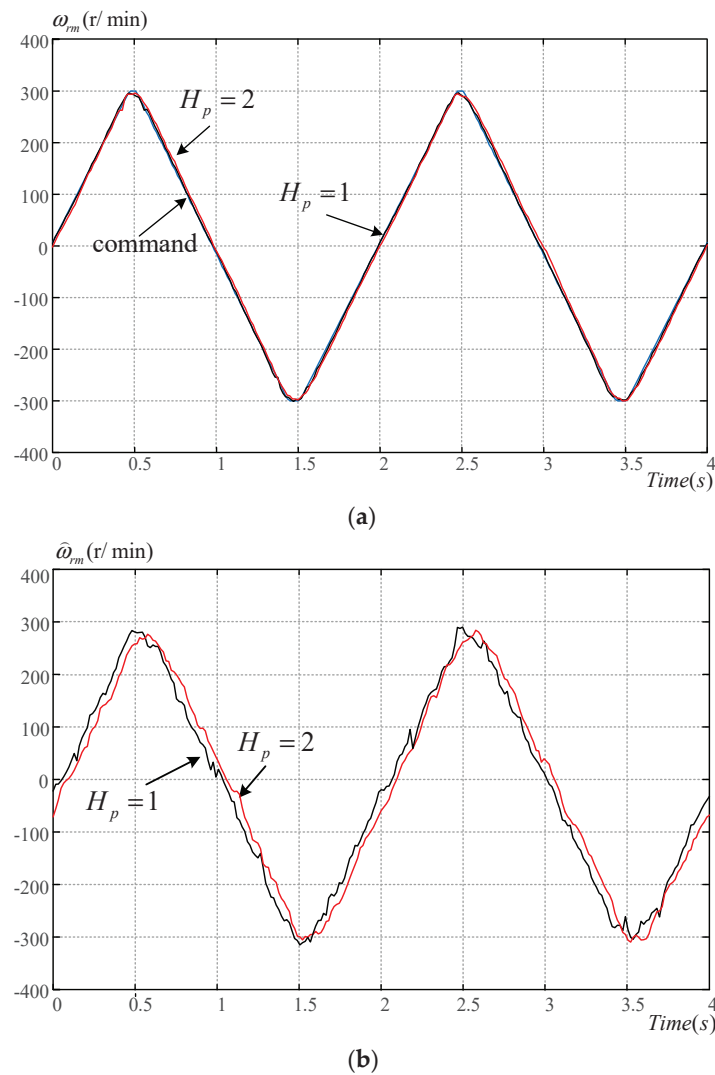 ω_rm (r/ min)
400
300
200
100
0
-100
-200
-300
-400
H_p = 2
H_p = 1
command
0 0.5 1 1.5 2 2.5 3 3.5 4
Time(s)
(a)
ω̂_rm (r/ min)
400
300
200
100
0
-100
-200
-300
-400
H_p = 2
H_p = 1
0 0.5 1 1.5 2 2.5 3 3.5 4
Time(s)
(b)